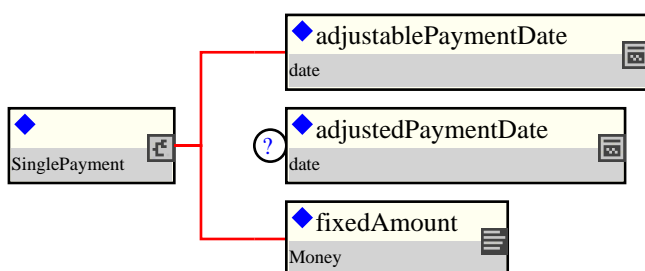 adjustablePaymentDate
date
SinglePayment
?
adjustedPaymentDate
date
fixedAmount
Money